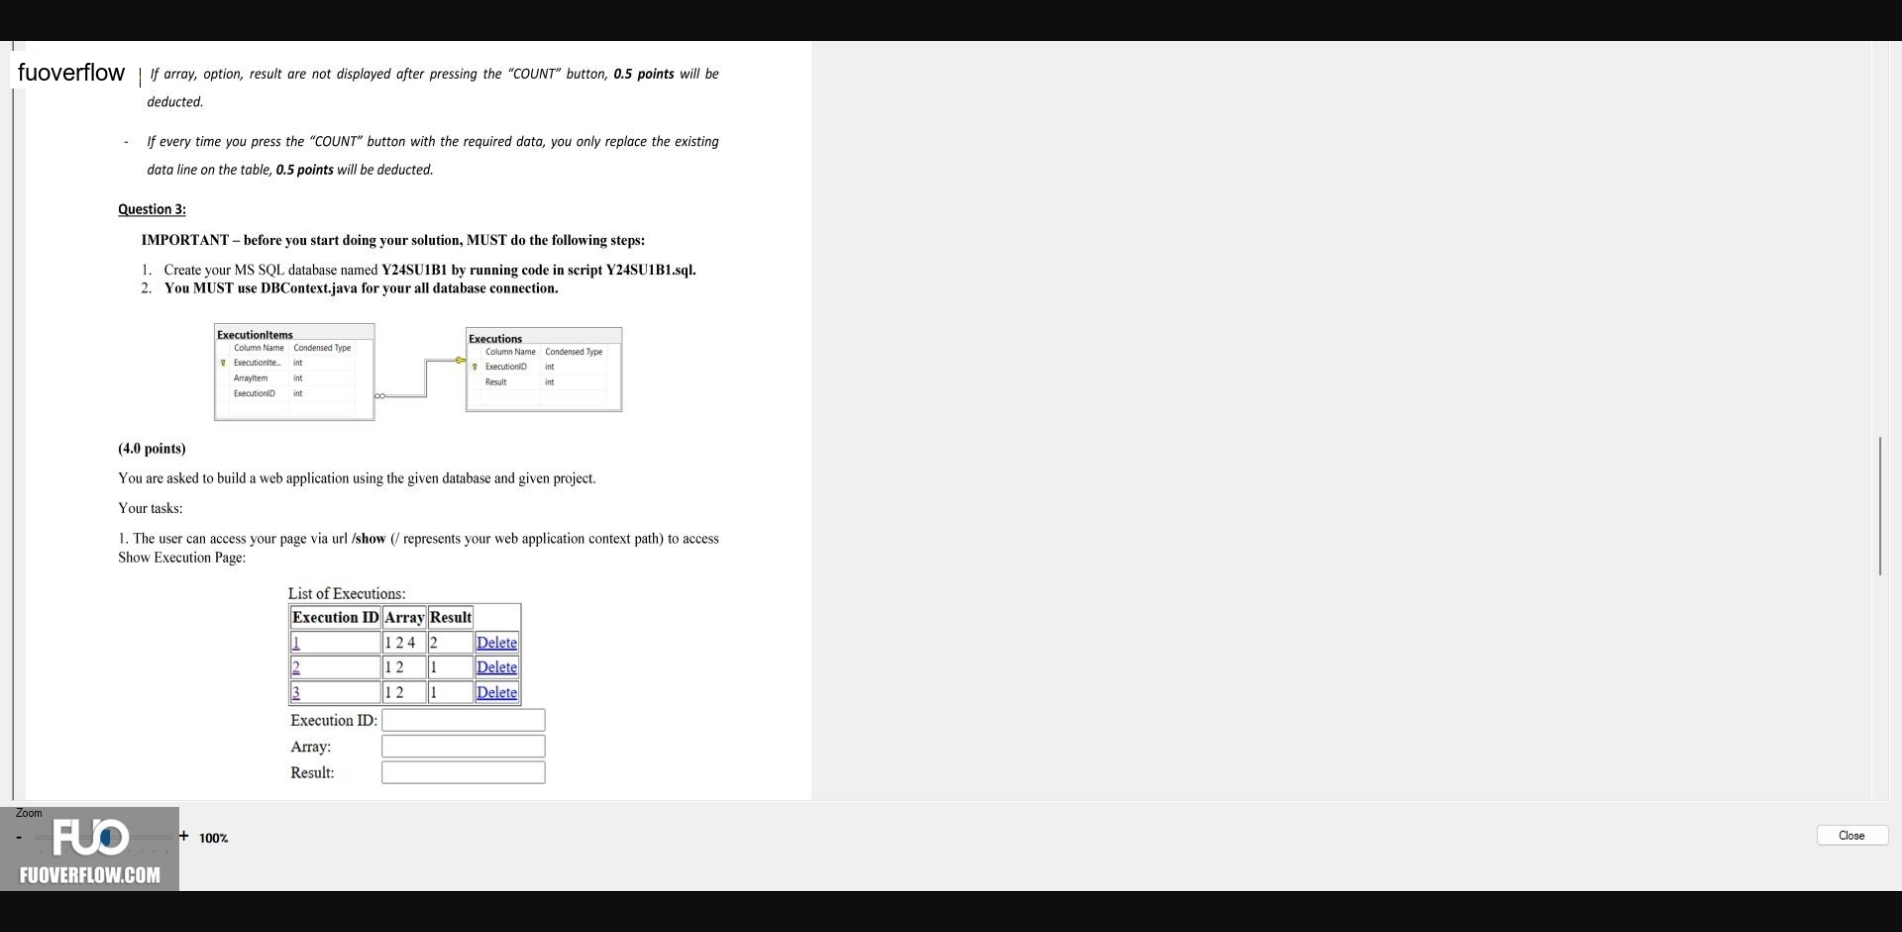 fuoverflow
If array, option, result are not displayed after pressing the “COUNT” button, 0.5 points will be
deducted.
- If every time you press the “COUNT” button with the required data, you only replace the existing
data line on the table, 0.5 points will be deducted.
Question 3:
IMPORTANT – before you start doing your solution, MUST do the following steps:
1. Create your MS SQL database named Y24SU1B1 by running code in script Y24SU1B1.sql.
2. You MUST use DBContext.java for your all database connection.
ExecutionItems
Column Name Condensed Type
ExecutionIte... int
ArrayItem int
ExecutionID int
Executions
Column Name Condensed Type
ExecutionID int
Result int
(4.0 points)
You are asked to build a web application using the given database and given project.
Your tasks:
1. The user can access your page via url /show (/ represents your web application context path) to access
Show Execution Page:
List of Executions:
Execution ID Array Result
1 1 2 4 2 Delete
2 1 2 1 Delete
3 1 2 1 Delete
Execution ID:
Array:
Result:
Zoom
- + 100%
Close
FUO
FUOVERFLOW.COM